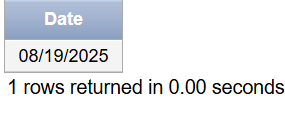 Date
08/19/2025
1 rows returned in 0.00 seconds